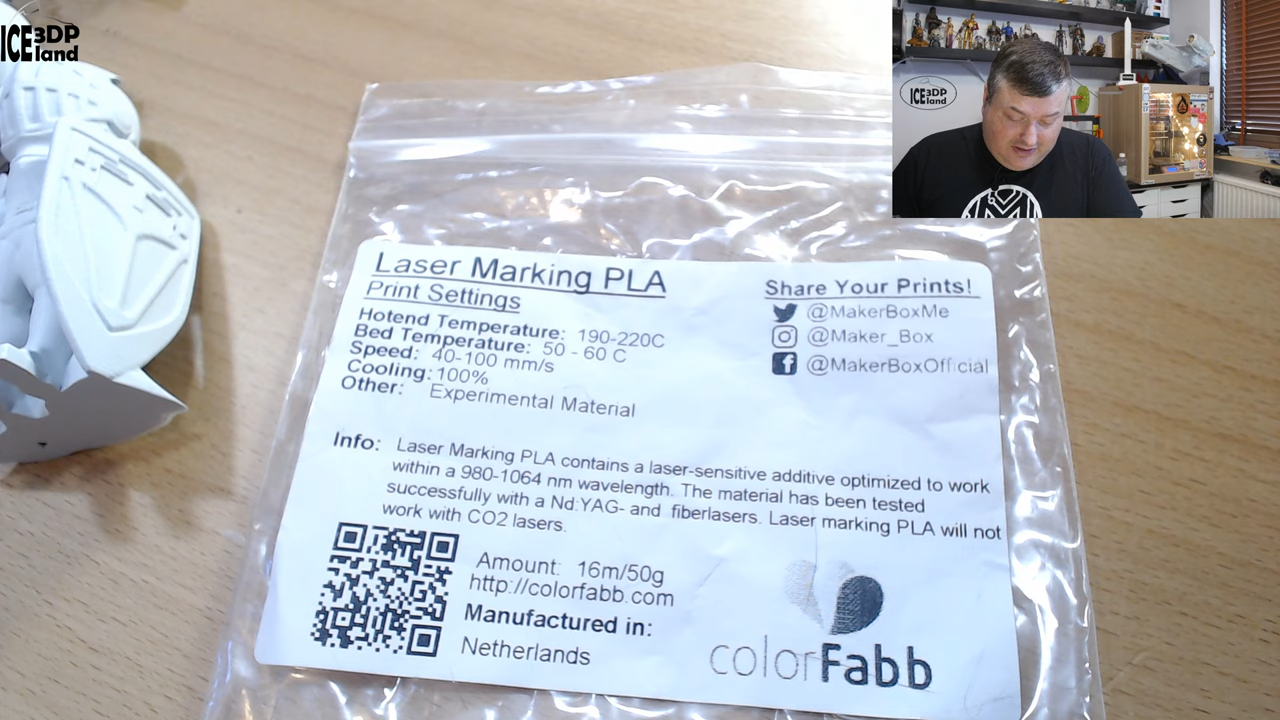 ICE 3DP
land
ICE 3DP
land
Laser Marking PLA
Print Settings
Hotend Temperature: 190-220C
Bed Temperature: 50 - 60 C
Speed: 40-100 mm/s
Cooling: 100%
Other: Experimental Material
Share Your Prints!
@MakerBoxMe
@Maker_Box
@MakerBoxOfficial
Info: Laser Marking PLA contains a laser-sensitive additive optimized to work
within a 980-1064 nm wavelength. The material has been tested
successfully with a Nd:YAG- and fiberlasers. Laser marking PLA will not
work with CO2 lasers.
Amount: 16m/50g
http://colorfabb.com
Manufactured in:
Netherlands
colorFabb